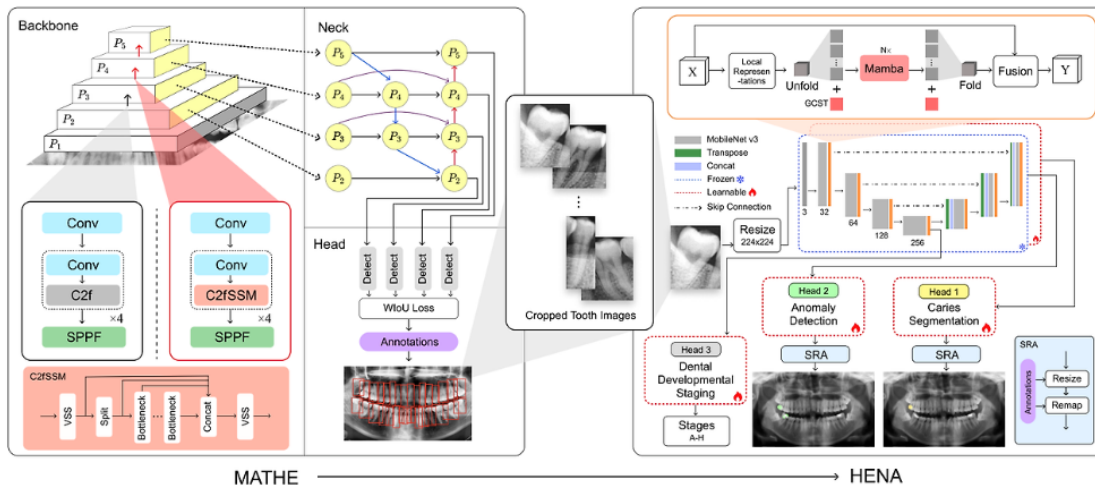 Backbone
P5
P4
P3
P2
P1
Conv
Conv
C2f
×4
SPPF
Conv
Conv
C2fSSM
×4
SPPF
C2fSSM
VSS
Split
Bottleneck
Bottleneck
Concat
VSS
Neck
P5
P5
P4
P4
P4
P3
P3
P3
P2
P2
Head
Detect
Detect
Detect
Detect
WIoU Loss
Annotations
Cropped Tooth Images
X
Local
Represen
-tations
Unfold
+
GCST
N×
Mamba
+
Fold
Fusion
Y
MobileNet v3
Transpose
Concat
Frozen
Learnable
Skip Connection
Resize
224x224
3
32
64
128
256
Head 2
Anomaly
Detection
SRA
Head 1
Caries
Segmentation
SRA
Head 3
Dental
Developmental
Staging
Stages
A-H
SRA
Annotations
Resize
Remap
MATHE
HENA